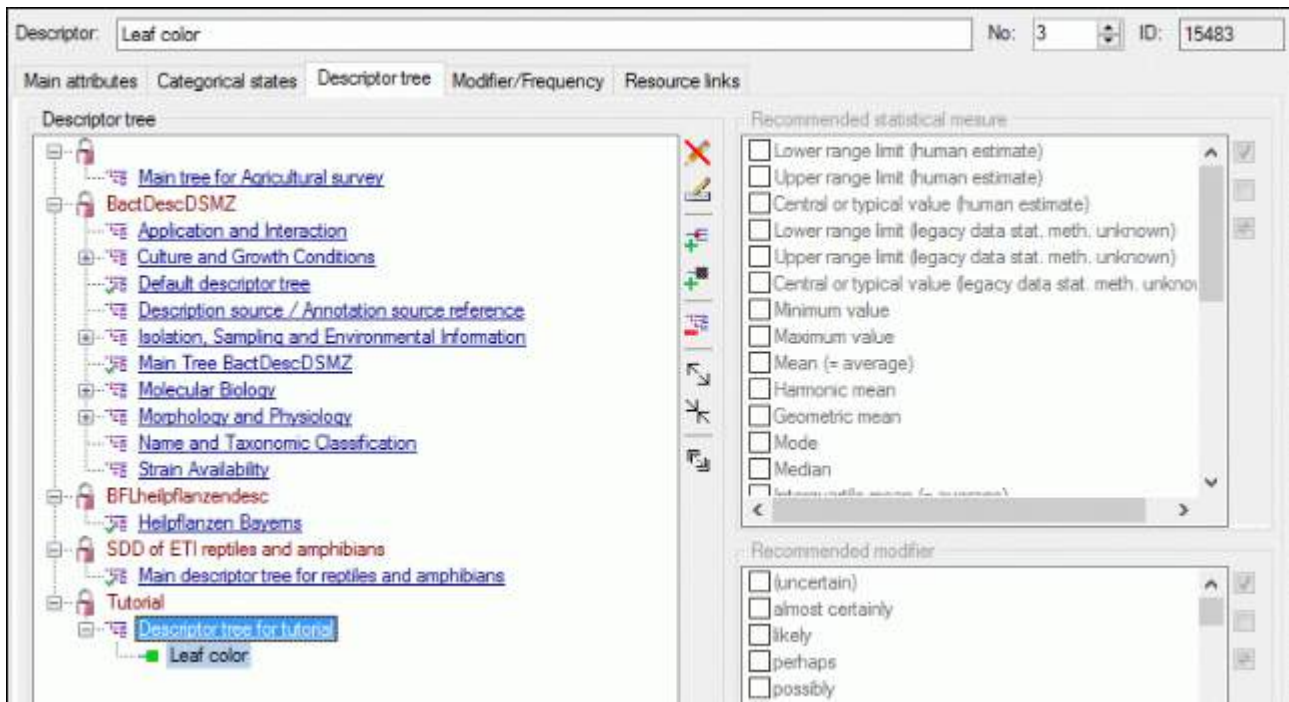 Descriptor: Leaf color No: 3 ID: 15483
Main attributes Categorical states Descriptor tree Modifier/Frequency Resource links
Descriptor tree
Main tree for Agricultural survey
BactDescDSMZ
Application and Interaction
Culture and Growth Conditions
Default descriptor tree
Description source / Annotation source reference
Isolation, Sampling and Environmental Information
Main Tree BactDescDSMZ
Molecular Biology
Morphology and Physiology
Name and Taxonomic Classification
Strain Availability
BFLheilpflanzendesc
Heilpflanzen Bayerns
SDD of ETI reptiles and amphibians
Main descriptor tree for reptiles and amphibians
Tutorial
Descriptor tree for tutorial
Leaf color
Recommended statistical mesure
Lower range limit (human estimate)
Upper range limit (human estimate)
Central or typical value (human estimate)
Lower range limit (legacy data stat. meth. unknown)
Upper range limit (legacy data stat. meth. unknown)
Central or typical value (legacy data stat. meth. unknov
Minimum value
Maximum value
Mean (= average)
Harmonic mean
Geometric mean
Mode
Median
Interquartile mean (= average)
Recommended modifier
(uncertain)
almost certainly
likely
perhaps
possibly